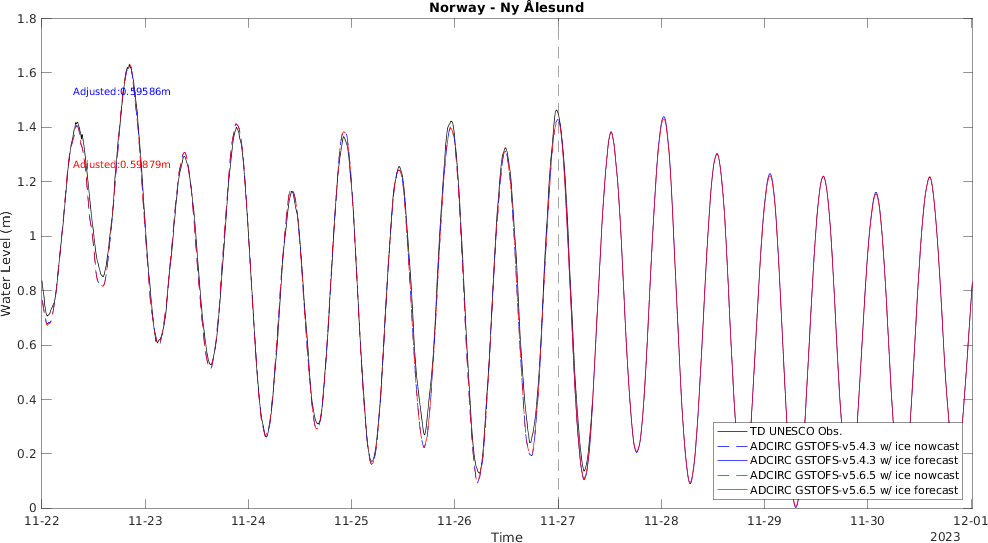 Norway - Ny Ålesund
1.8
1.6
1.4
1.2
1
0.8
0.6
0.4
0.2
0
Water Level (m)
Adjusted:0.59586m
Adjusted:0.59879m
TD UNESCO Obs.
ADCIRC GSTOFS-v5.4.3 w/ ice nowcast
ADCIRC GSTOFS-v5.4.3 w/ ice forecast
ADCIRC GSTOFS-v5.6.5 w/ ice nowcast
ADCIRC GSTOFS-v5.6.5 w/ ice forecast
11-22 11-23 11-24 11-25 11-26 11-27 11-28 11-29 11-30 12-01
Time
2023